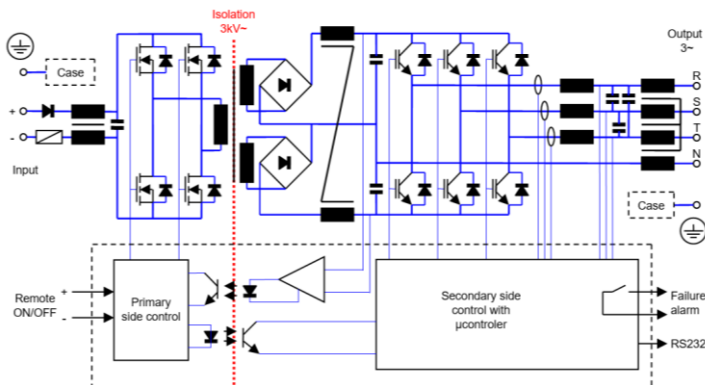 Isolation
3kV~
Output
3~
Case
R
+
S
-
T
Input
N
Case
Remote
ON/OFF
+
-
Primary
side control
Secondary side
control with
µcontroler
Failure
alarm
RS232